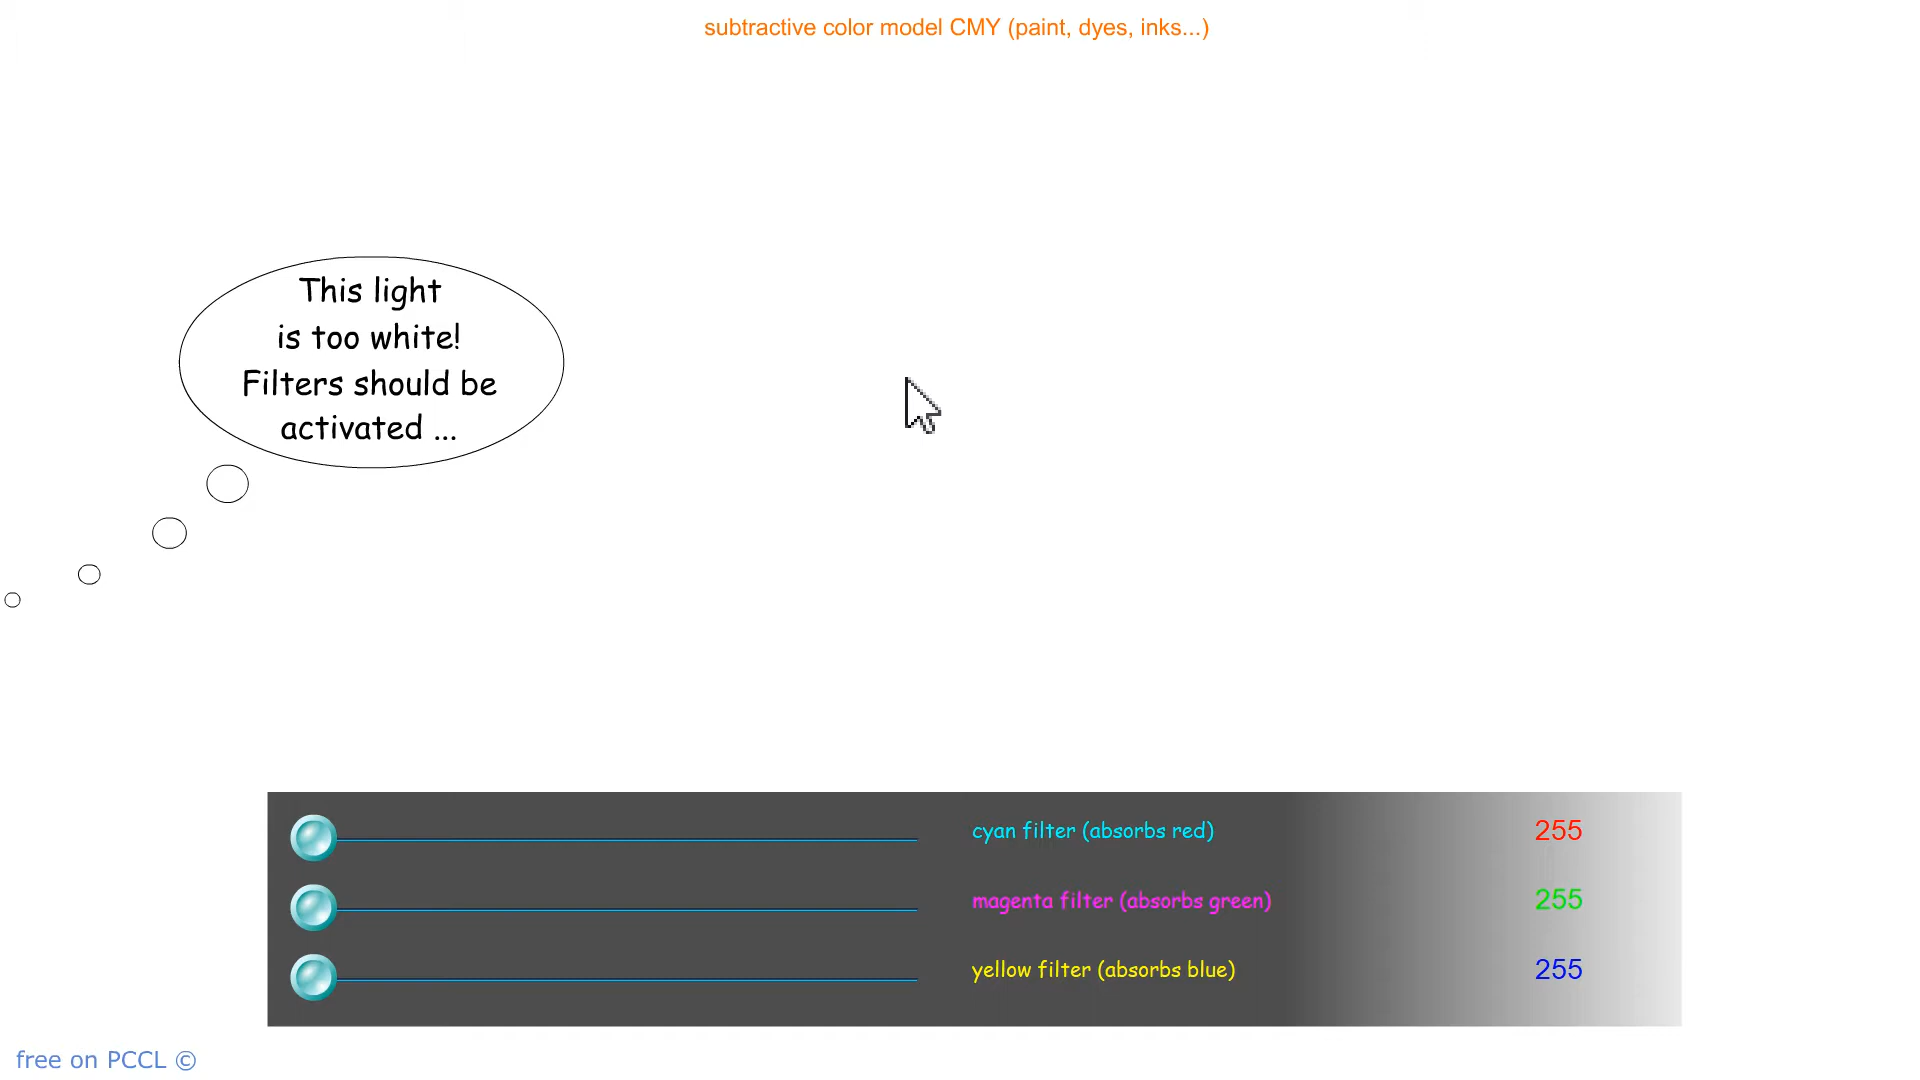 subtractive color model CMY (paint, dyes, inks...)
This light
is too white!
Filters should be
activated ...
cyan filter (absorbs red) 255
magenta filter (absorbs green) 255
yellow filter (absorbs blue) 255
free on PCCL ©